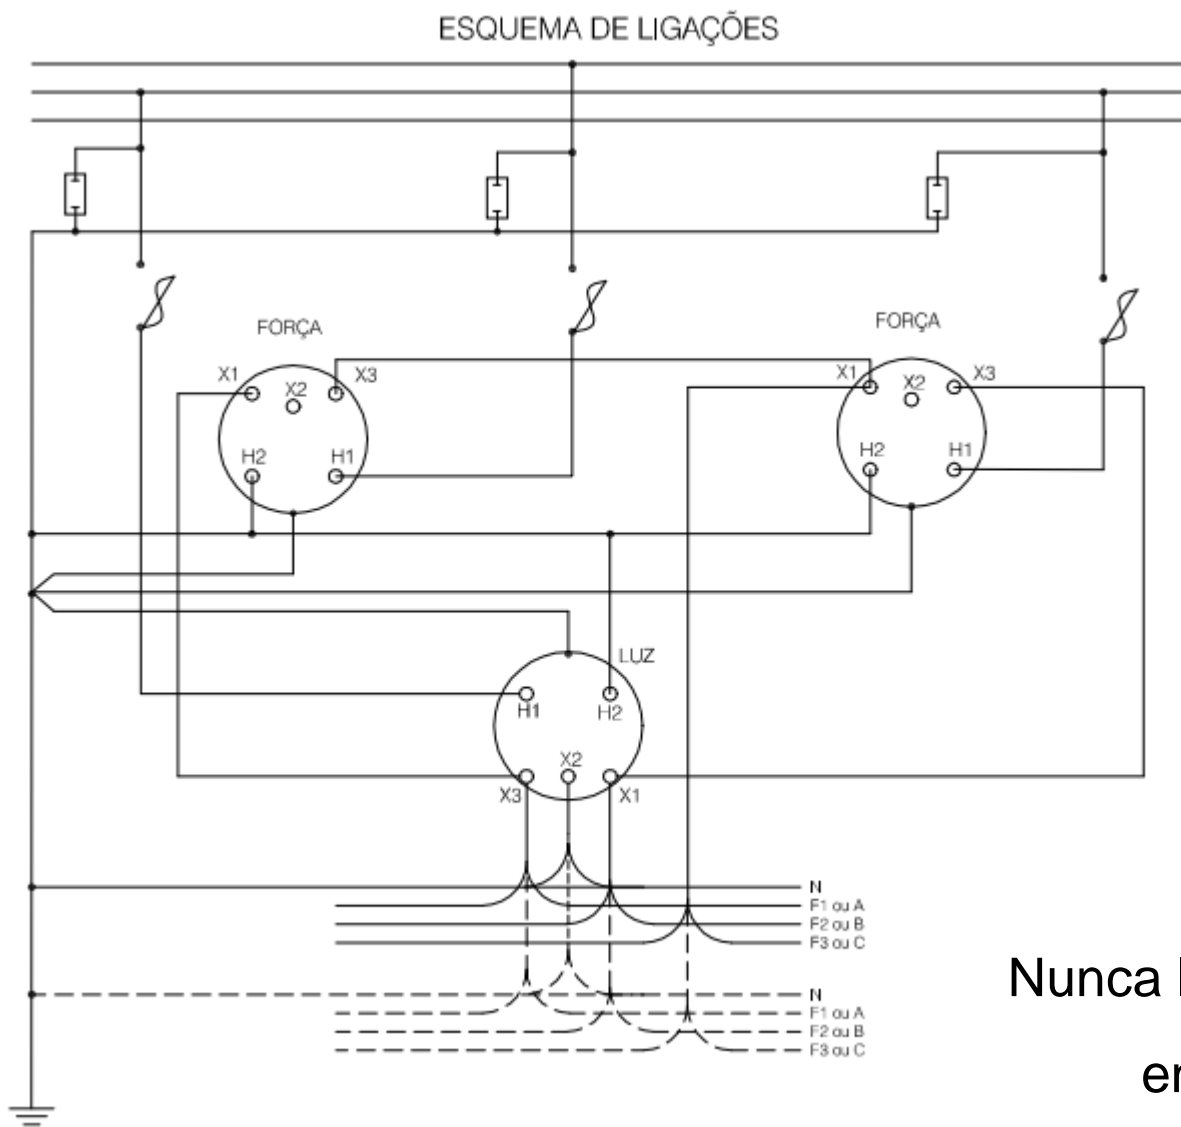 ESQUEMA DE LIGAÇÕES
FORÇA
FORÇA
X1
X2
X3
H2
H1
X1
X2
X3
H2
H1
LUZ
H1
H2
X2
X3
X1
N
F1 ou A
F2 ou B
F3 ou C
N
F1 ou A
F2 ou B
F3 ou C
Nunca